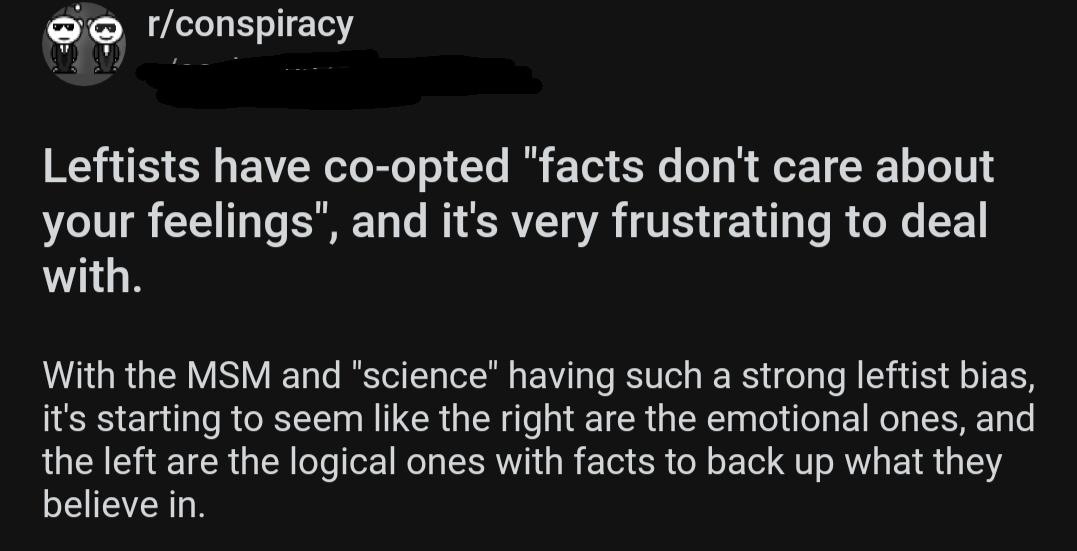 r/conspiracy
Leftists have co-opted "facts don't care about
your feelings", and it's very frustrating to deal
with.
With the MSM and "science" having such a strong leftist bias,
it's starting to seem like the right are the emotional ones, and
the left are the logical ones with facts to back up what they
believe in.